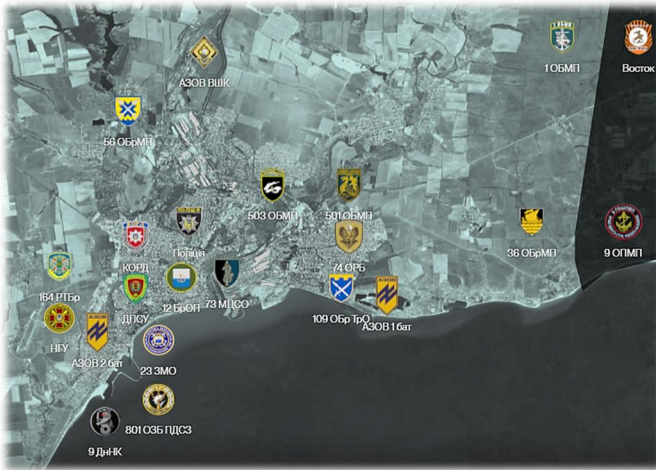 1 ОБМП
Восток
АЗОВ ВШК
56 ОБрМП
503 ОБМП
501 ОБМП
Поліція
КОРД
74 ОРБ
36 ОБрМП
9 ОПМП
164 РТБр
ДПСУ
12 БрОП
73 МЦСО
109 ОБр ТрО
АЗОВ 1 бат
НГУ
АЗОВ 2 бат
23 ЗМО
801 ОЗБ ПДСЗ
9 ДнНК